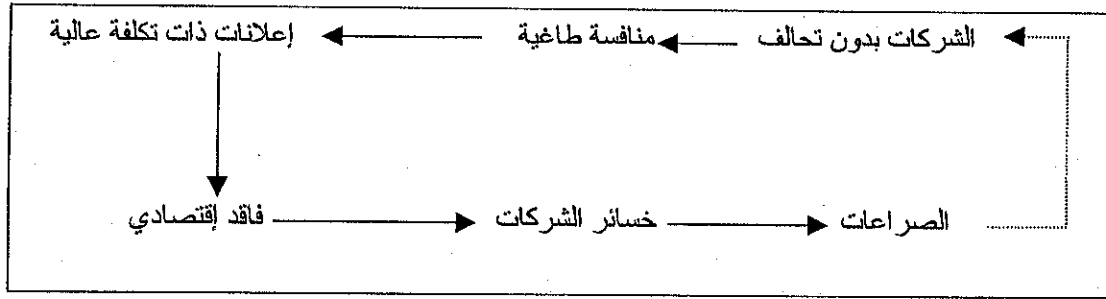 الشركات بدون تحالف منافسة طاغية إعلانات ذات تكلفة عالية
فاقد إقتصادي خسائر الشركات الصراعات